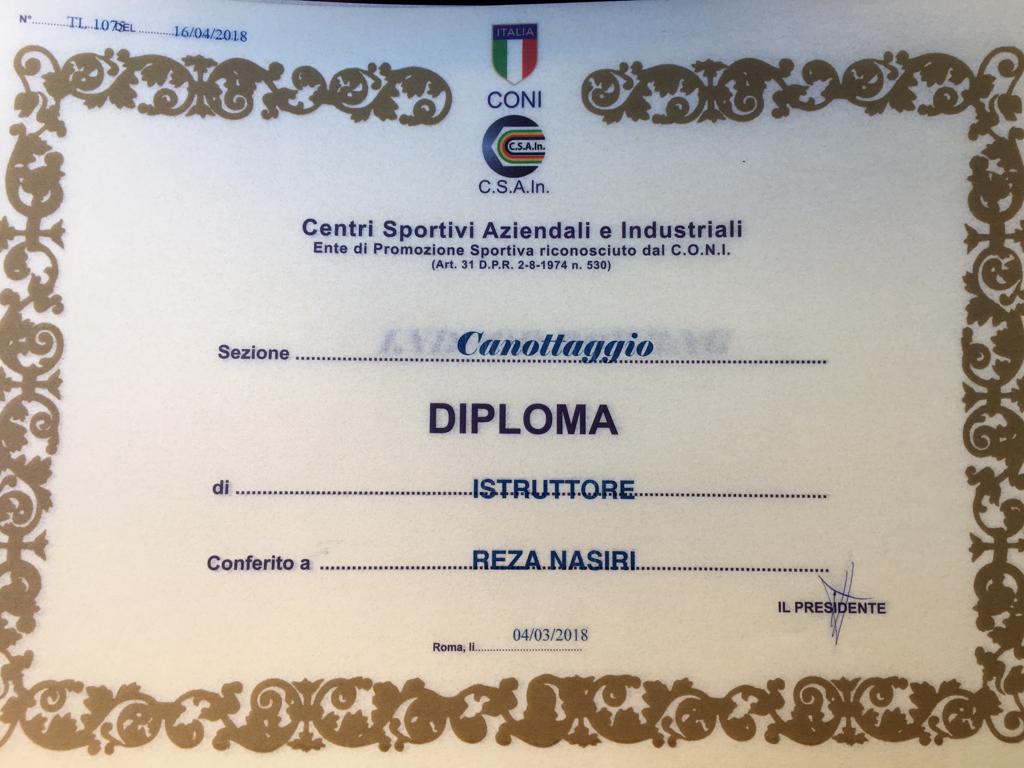 N° TL 1078 DEL 16/04/2018
ITALIA
CONI
C.S.A.In.
C.S.A.In.
Centri Sportivi Aziendali e Industriali
Ente di Promozione Sportiva riconosciuto dal C.O.N.I.
(Art. 31 D.P.R. 2-8-1974 n. 530)
Sezione Canottaggio
DIPLOMA
di ISTRUTTORE
Conferito a REZA NASIRI
IL PRESIDENTE
Roma, li 04/03/2018